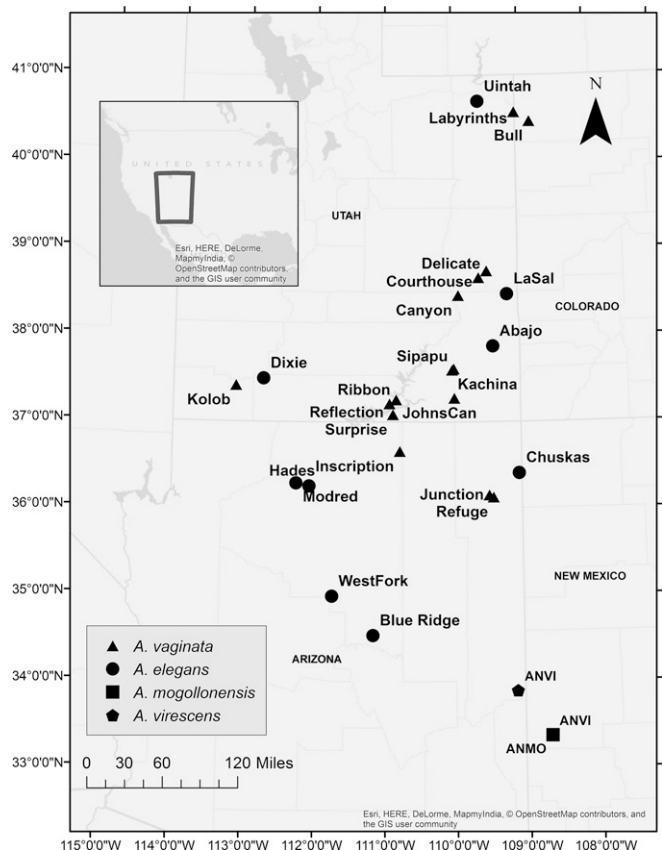 41°0'0"N
40°0'0"N
39°0'0"N
38°0'0"N
37°0'0"N
36°0'0"N
35°0'0"N
34°0'0"N
33°0'0"N
UNITED STATES
Esri, HERE, DeLorme,
MapmyIndia, ©
OpenStreetMap contributors,
and the GIS user community
N
Uintah
Labyrinths
Bull
UTAH
Delicate
Courthouse
LaSal
Canyon
COLORADO
Abajo
Sipapu
Dixie
Kachina
Kolob
Ribbon
Reflection
JohnsCan
Surprise
Hades
Inscription
Chuskas
Modred
Junction
Refuge
WestFork
NEW MEXICO
Blue Ridge
ARIZONA
ANVI
ANVI
ANMO
A. vaginata
A. elegans
A. mogollonensis
A. virescens
0 30 60 120 Miles
Esri, HERE, DeLorme, MapmyIndia, © OpenStreetMap contributors, and
the GIS user community
115°0'0"W 114°0'0"W 113°0'0"W 112°0'0"W 111°0'0"W 110°0'0"W 109°0'0"W 108°0'0"W